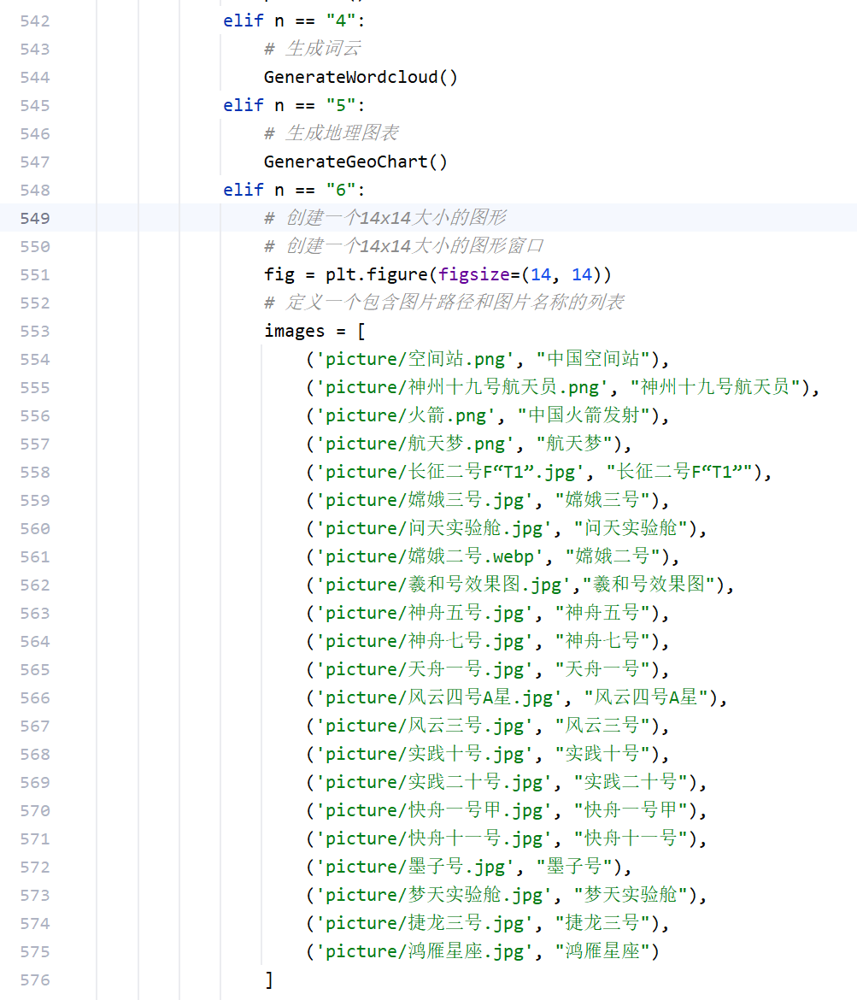 542 elif n == "4":
543 # 生成词云
544 GenerateWordcloud()
545 elif n == "5":
546 # 生成地理图表
547 GenerateGeoChart()
548 elif n == "6":
549 # 创建一个14x14大小的图形
550 # 创建一个14x14大小的图形窗口
551 fig = plt.figure(figsize=(14, 14))
552 # 定义一个包含图片路径和图片名称的列表
553 images = [
554 ('picture/空间站.png', "中国空间站"),
555 ('picture/神州十九号航天员.png', "神州十九号航天员"),
556 ('picture/火箭.png', "中国火箭发射"),
557 ('picture/航天梦.png', "航天梦"),
558 ('picture/长征二号F“T1”.jpg', "长征二号F“T1”"),
559 ('picture/嫦娥三号.jpg', "嫦娥三号"),
560 ('picture/问天实验舱.jpg', "问天实验舱"),
561 ('picture/嫦娥二号.webp', "嫦娥二号"),
562 ('picture/羲和号效果图.jpg',"羲和号效果图"),
563 ('picture/神舟五号.jpg', "神舟五号"),
564 ('picture/神舟七号.jpg', "神舟七号"),
565 ('picture/天舟一号.jpg', "天舟一号"),
566 ('picture/风云四号A星.jpg', "风云四号A星"),
567 ('picture/风云三号.jpg', "风云三号"),
568 ('picture/实践十号.jpg', "实践十号"),
569 ('picture/实践二十号.jpg', "实践二十号"),
570 ('picture/快舟一号甲.jpg', "快舟一号甲"),
571 ('picture/快舟十一号.jpg', "快舟十一号"),
572 ('picture/墨子号.jpg', "墨子号"),
573 ('picture/梦天实验舱.jpg', "梦天实验舱"),
574 ('picture/捷龙三号.jpg', "捷龙三号"),
575 ('picture/鸿雁星座.jpg', "鸿雁星座")
576 ]